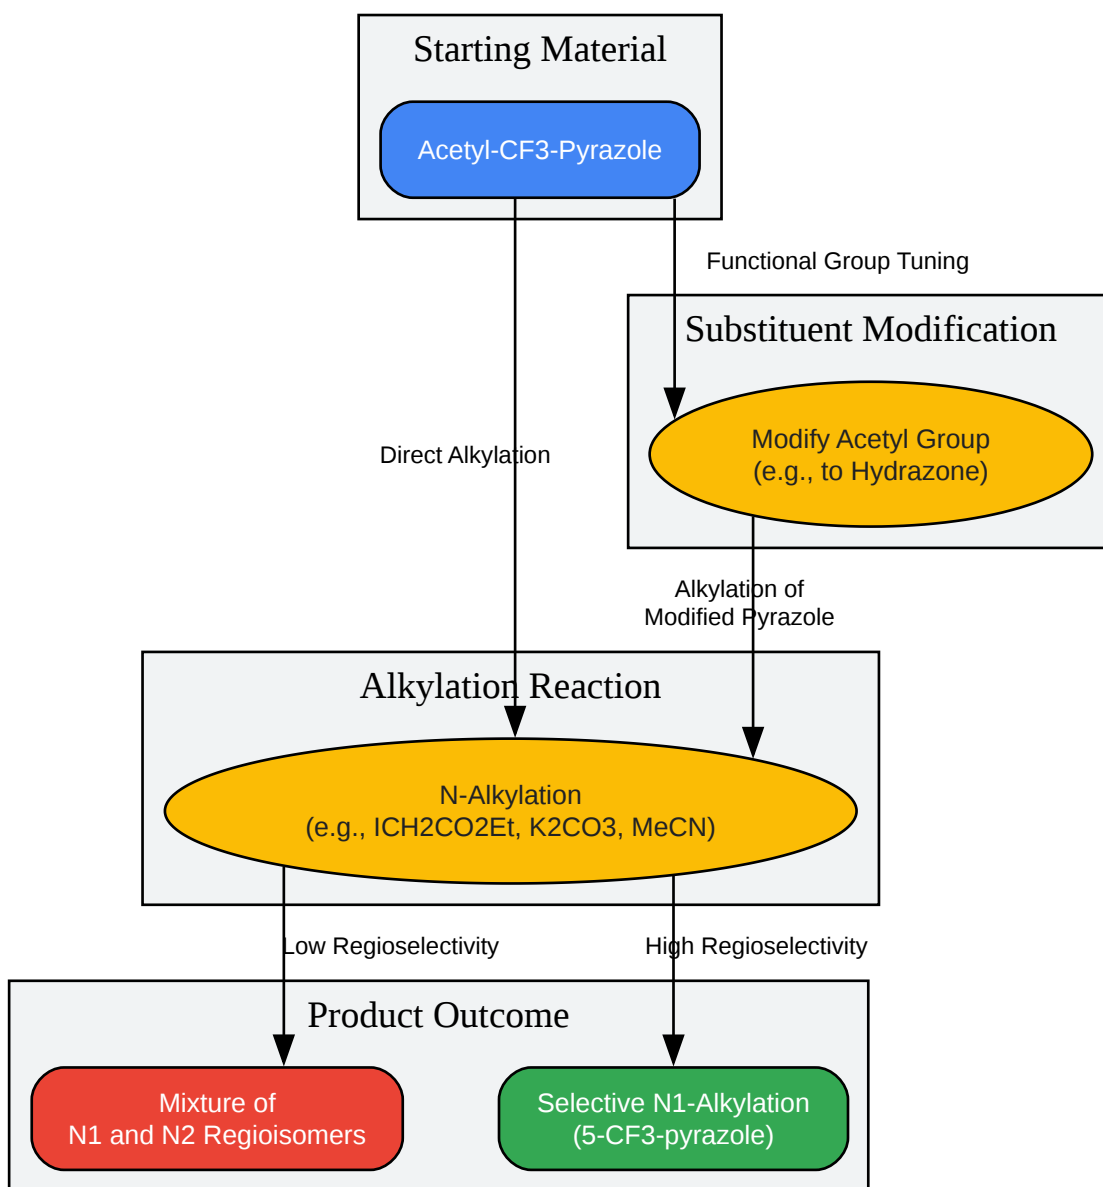 Starting Material
Acetyl-CF3-Pyrazole
Functional Group Tuning
Substituent Modification
Modify Acetyl Group
(e.g., to Hydrazone)
Direct Alkylation
Alkylation of
Modified Pyrazole
Alkylation Reaction
N-Alkylation
(e.g., ICH2CO2Et, K2CO3, MeCN)
Low Regioselectivity
High Regioselectivity
Product Outcome
Mixture of
N1 and N2 Regioisomers
Selective N1-Alkylation
(5-CF3-pyrazole)